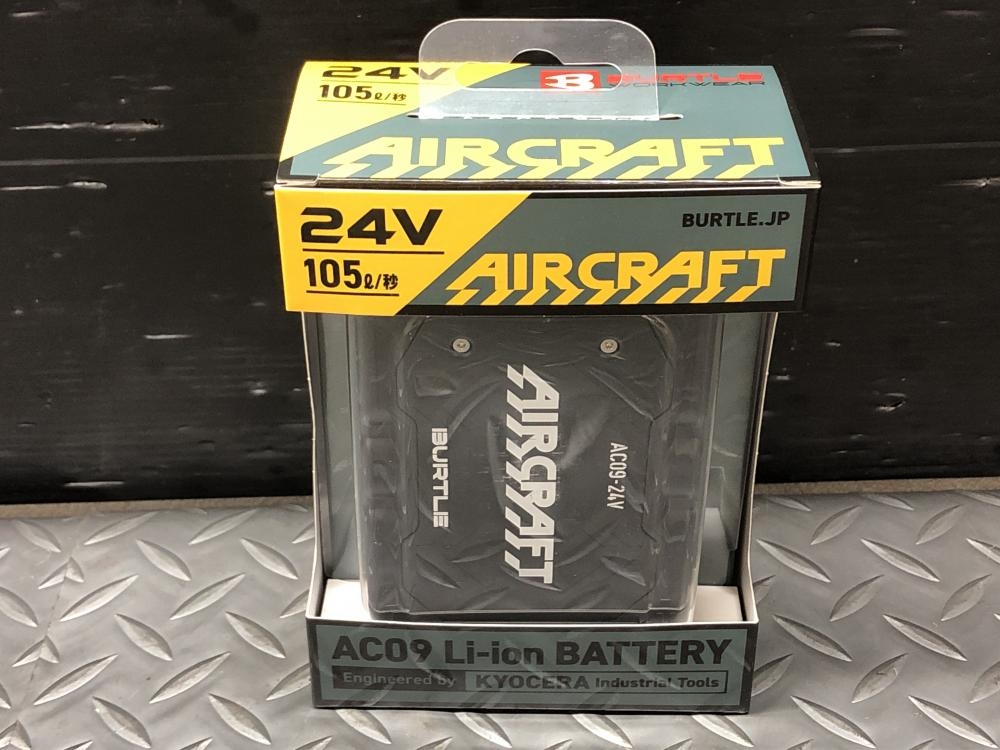 24V
105ℓ/秒
B BURTLE
WORKWEAR
AIRCRAFT
24V
105ℓ/秒
BURTLE.JP
AIRCRAFT
AC09-24V
AIRCRAFT
BURTLE
AC09 Li-ion BATTERY
Engineered by KYOCERA Industrial Tools